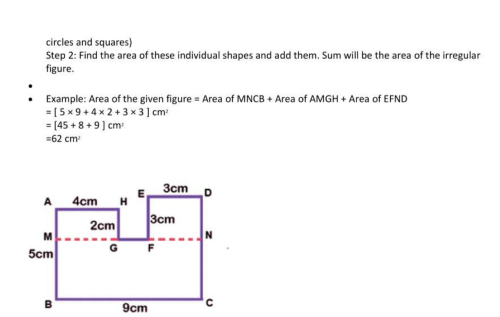 circles and squares)
Step 2: Find the area of these individual shapes and add them. Sum will be the area of the irregular
figure.
•
• Example: Area of the given figure = Area of MNCB + Area of AMGH + Area of EFND
= [ 5 × 9 + 4 × 2 + 3 × 3 ] cm²
= [45 + 8 + 9 ] cm²
=62 cm²
E 3cm D
A 4cm H
2cm 3cm
M N
G F
5cm
B 9cm C